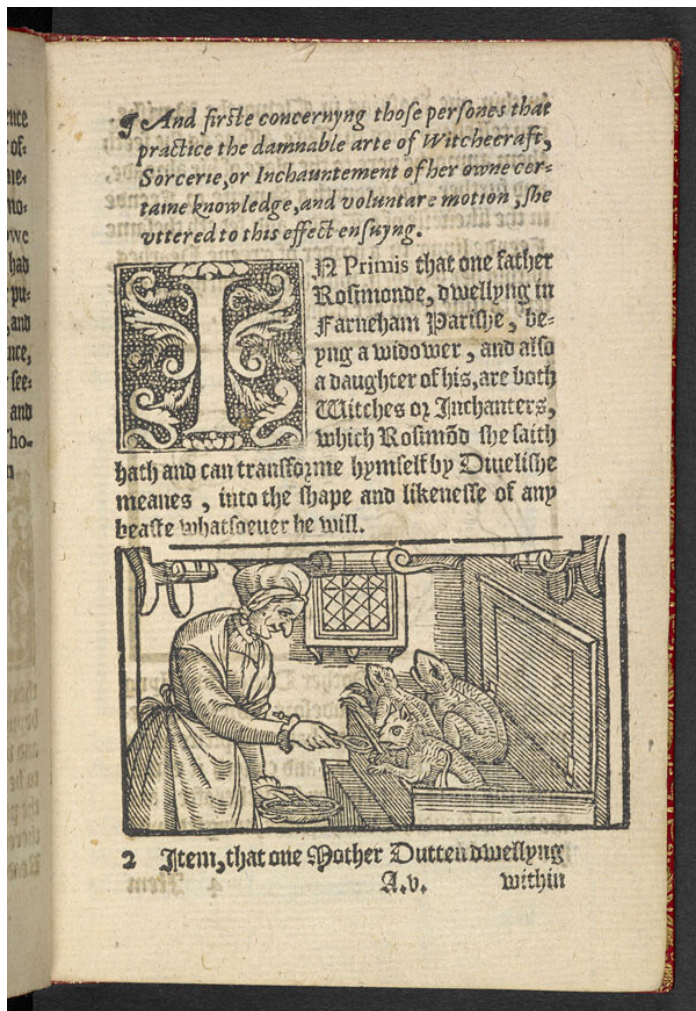 ¶ And firste concernyng those persones that
practice the damnable arte of Witchecraft,
Sorcerie, or Inchauntement of her owne cer-
taine knowledge, and voluntarie motion, she
vttered to this effect ensuyng.
IN Primis that one father
Rosimonde, dwellyng in
Farneham Parishe, be-
yng a widower, and also
a daughter of his, are both
Witches or Inchanters,
which Rosimōd she saith
hath and can transforme hymself by Diuelishe
meanes, into the shape and likenesse of any
beaste whatsoeuer he will.
2 Item, that one Mother Dutten dwellyng
A.v. within